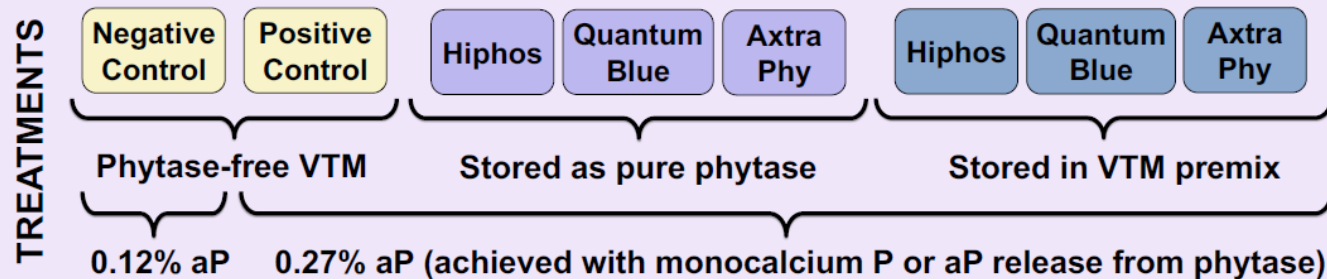 TREATMENTS
Negative Control
Positive Control
Hiphos
Quantum Blue
Axtra Phy
Hiphos
Quantum Blue
Axtra Phy
Phytase-free VTM
Stored as pure phytase
Stored in VTM premix
0.12% aP
0.27% aP (achieved with monocalcium P or aP release from phytase)